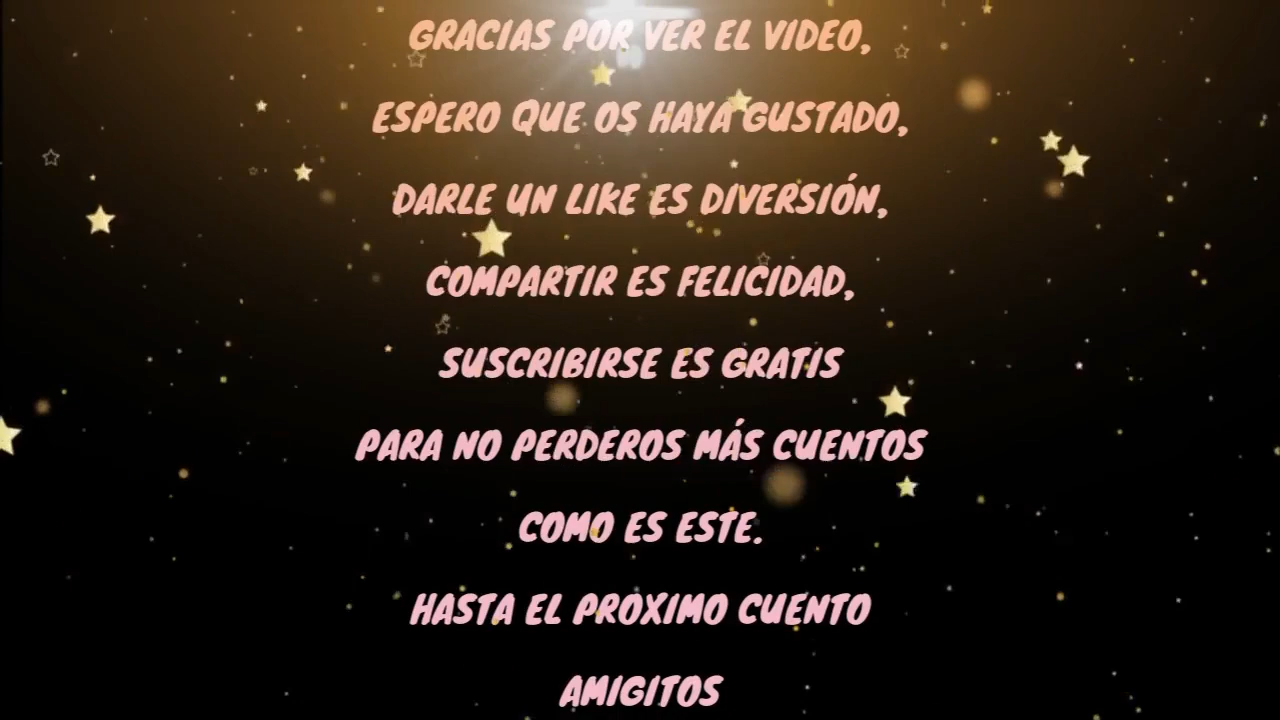 GRACIAS POR VER EL VIDEO,
ESPERO QUE OS HAYA GUSTADO,
DARLE UN LIKE ES DIVERSIÓN,
COMPARTIR ES FELICIDAD,
SUSCRIBIRSE ES GRATIS
PARA NO PERDEROS MÁS CUENTOS
COMO ES ESTE.
HASTA EL PROXIMO CUENTO
AMIGITOS